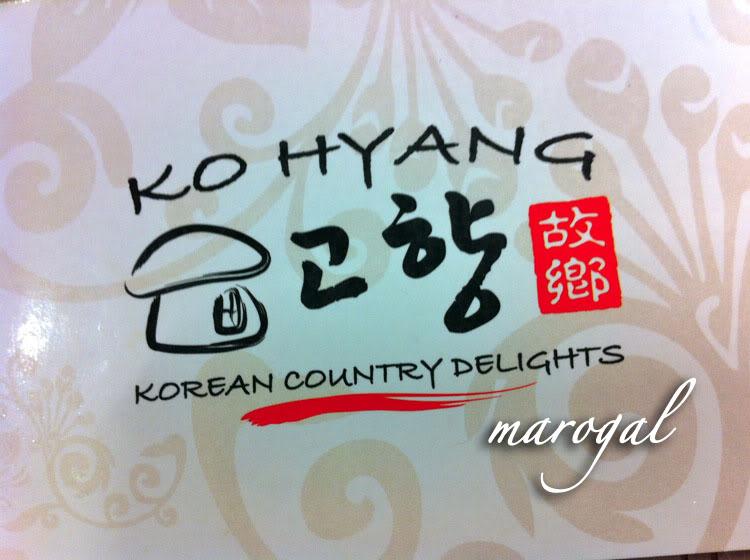 KO HYANG
고향
故鄉
KOREAN COUNTRY DELIGHTS
marogal